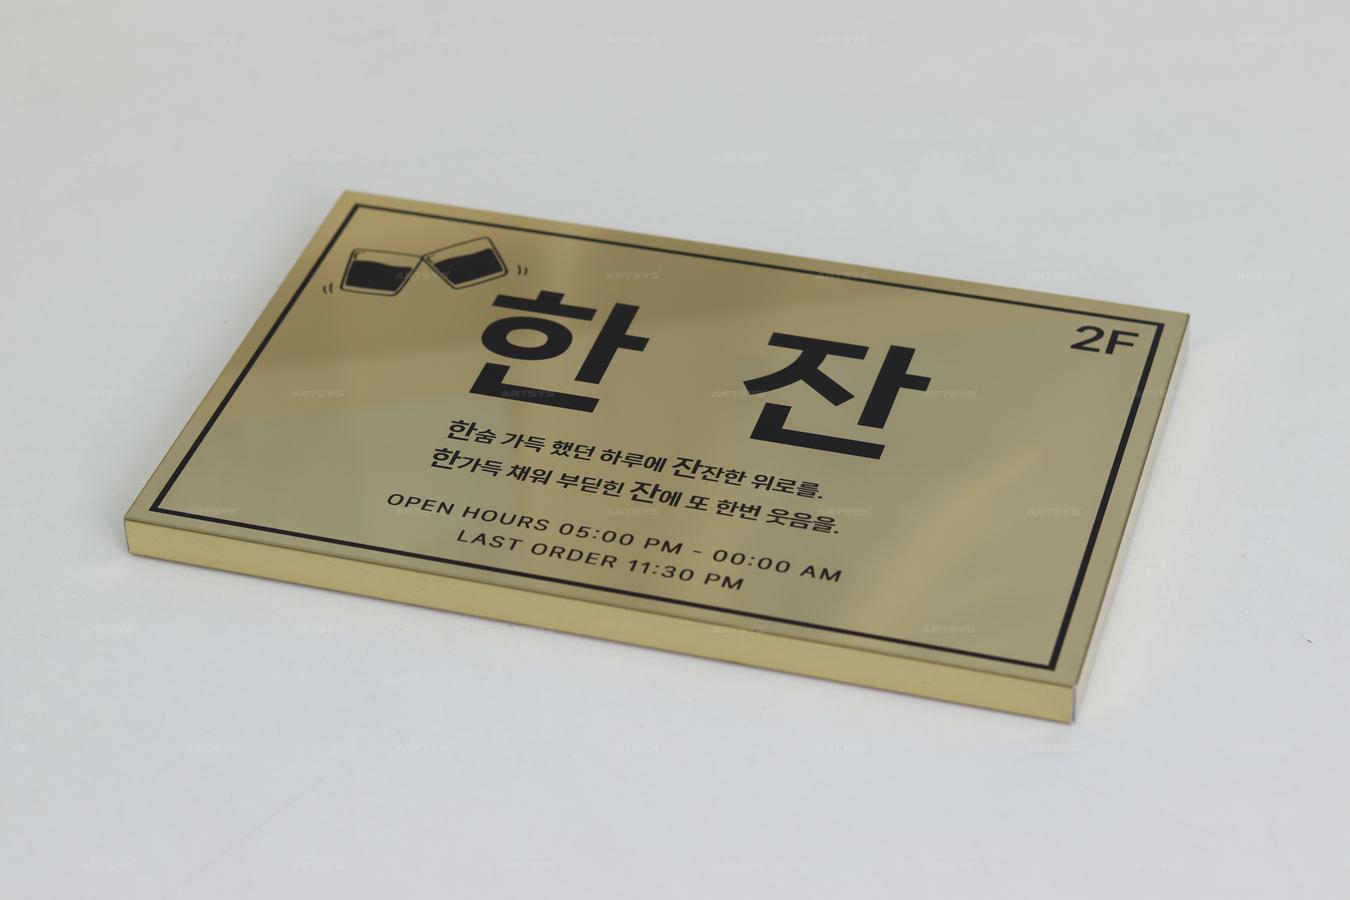 2F
한 잔
한숨 가득 했던 하루에 잔잔한 위로를.
한가득 채워 부딛힌 잔에 또 한번 웃음을.
OPEN HOURS 05:00 PM - 00:00 AM
LAST ORDER 11:30 PM
ARTSYS